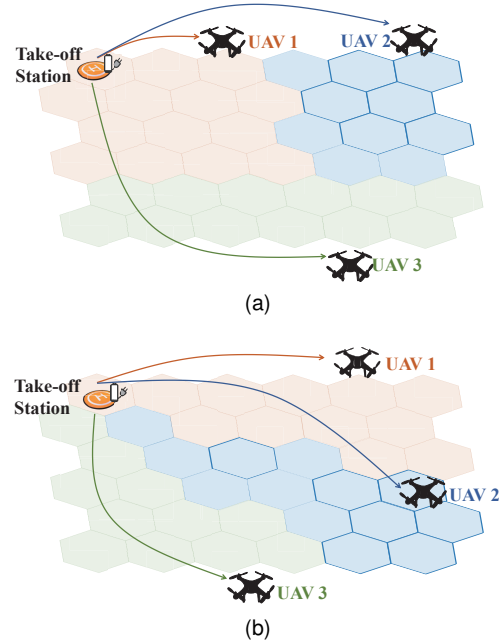 UAV 1
UAV 2
Take-off
Station
H
UAV 3
(a)
UAV 1
Take-off
Station
H
UAV 2
UAV 3
(b)